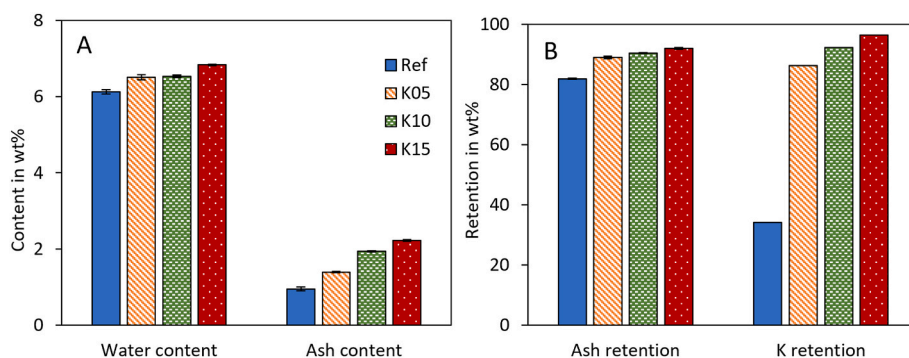 A
Content in wt%
8
6
4
2
0
Ref
K05
K10
K15
Water content
Ash content
B
Retention in wt%
100
80
60
40
20
0
Ash retention
K retention